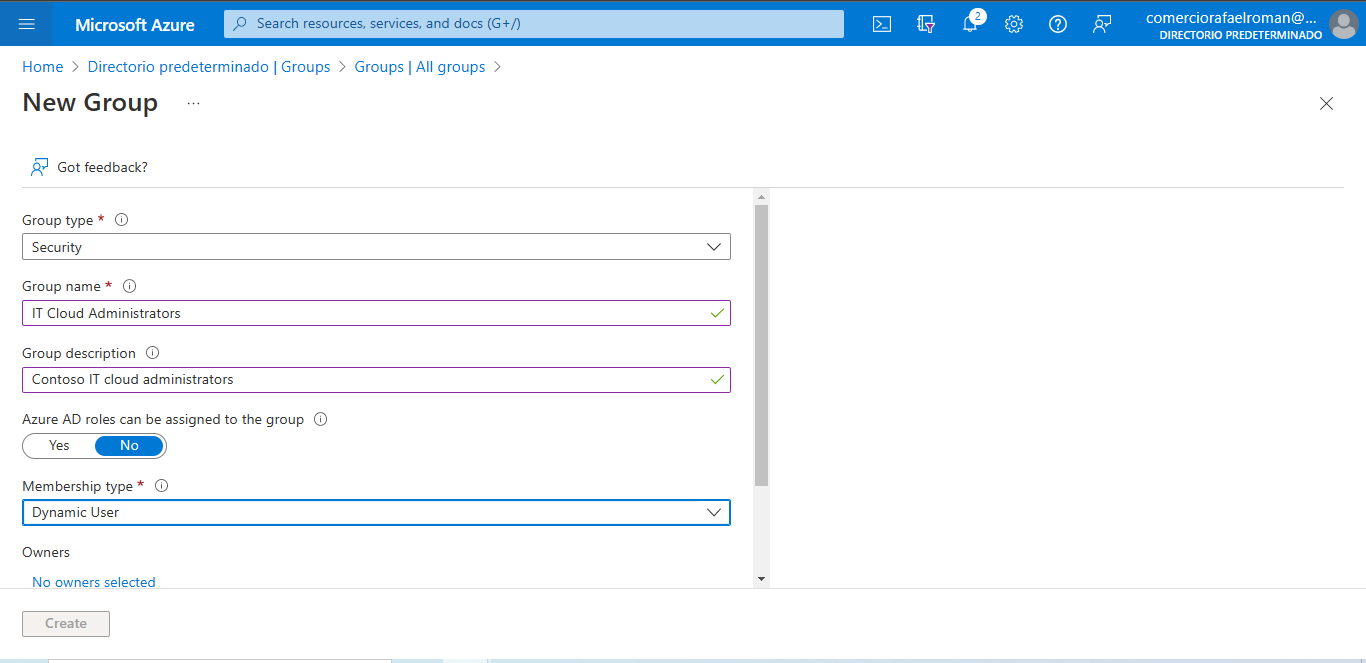 Microsoft Azure
Search resources, services, and docs (G+/)
2
comerciorafaelroman@...
DIRECTORIO PREDETERMINADO
Home > Directorio predeterminado | Groups > Groups | All groups >
New Group ...
Got feedback?
Group type *
Security
Group name *
IT Cloud Administrators
Group description
Contoso IT cloud administrators
Azure AD roles can be assigned to the group
Yes No
Membership type *
Dynamic User
Owners
No owners selected
Create